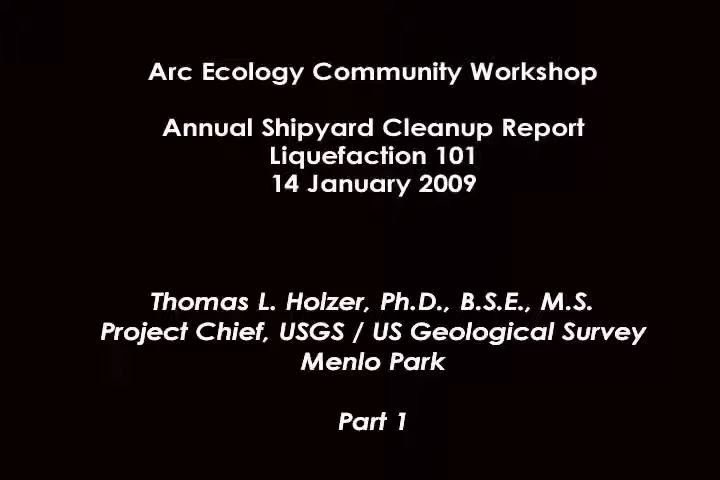 Arc Ecology Community Workshop
Annual Shipyard Cleanup Report
Liquefaction 101
14 January 2009
Thomas L. Holzer, Ph.D., B.S.E., M.S.
Project Chief, USGS / US Geological Survey
Menlo Park
Part 1